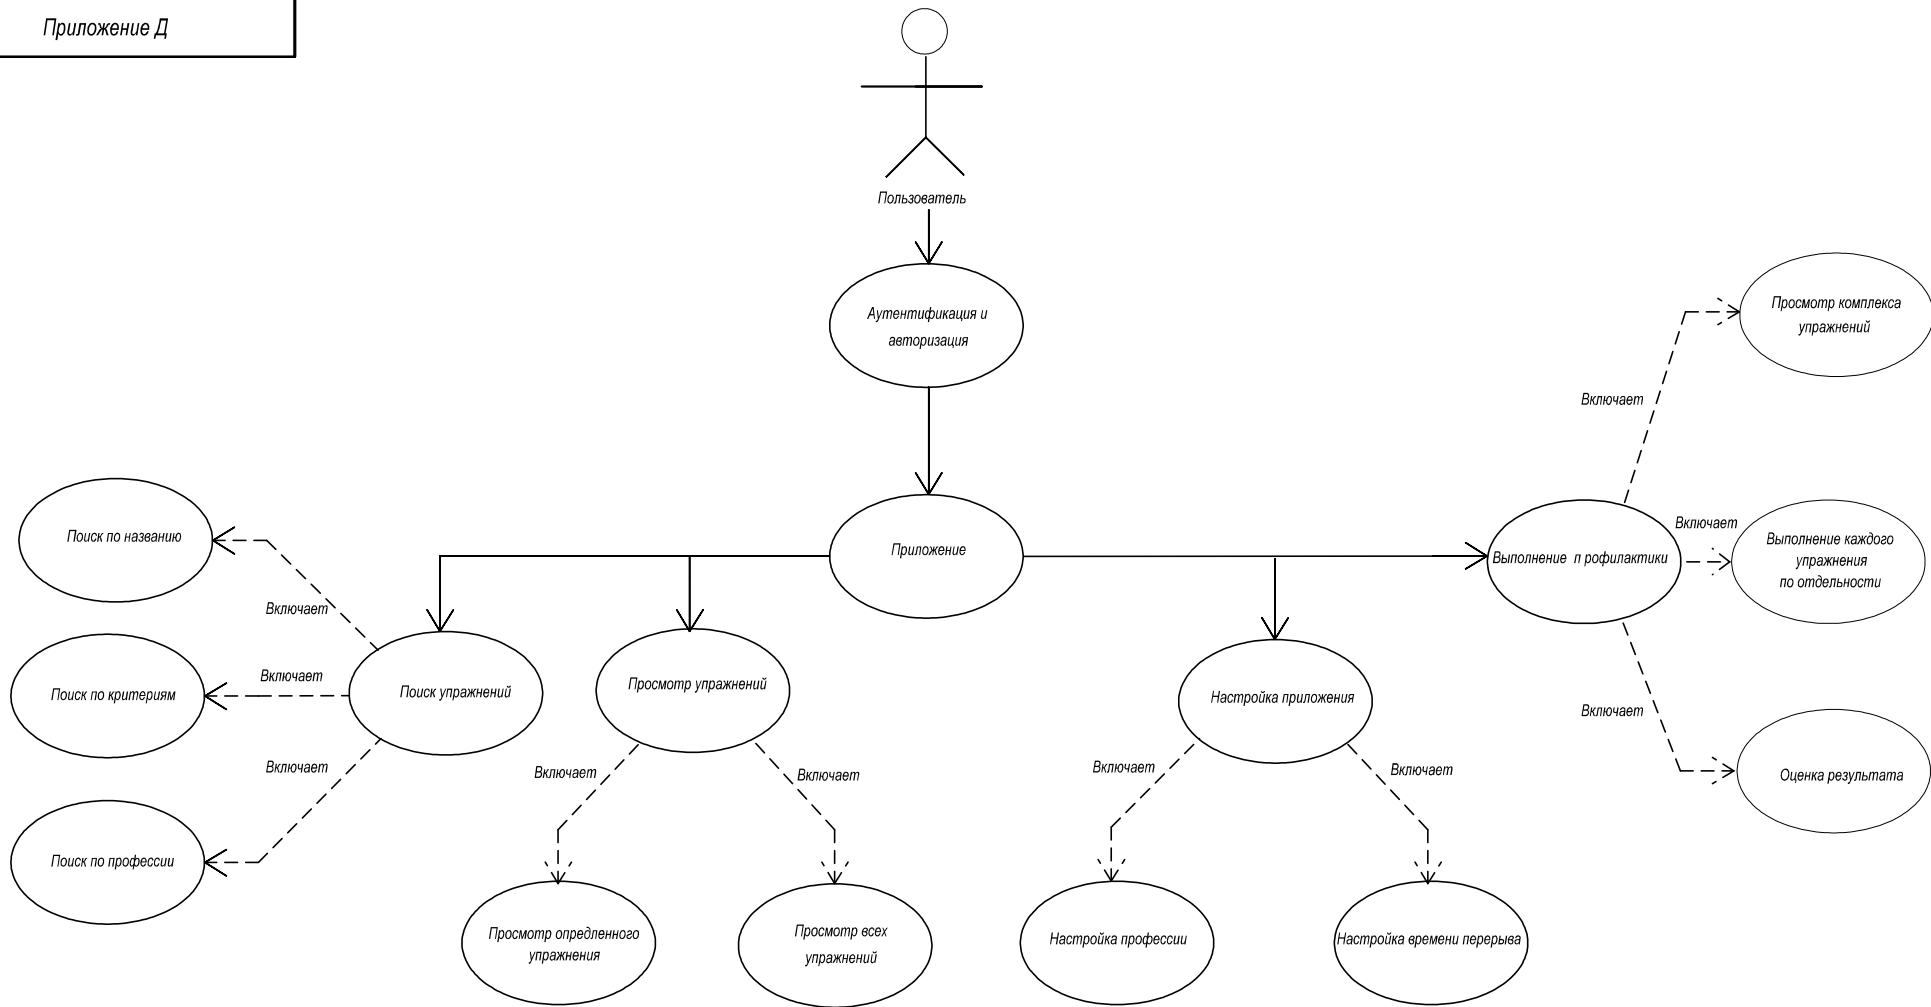 Приложение Д
Пользователь
Аутентификация и
авторизация
Просмотр комплекса
упражнений
Включает
Поиск по названию
Приложение
Включает
Выполнение п рофилактики
Выполнение каждого
упражнения
по отдельности
Включает
Включает
Поиск по критериям
Поиск упражнений
Просмотр упражнений
Настройка приложения
Включает
Включает
Включает
Включает
Включает
Включает
Оценка результата
Поиск по профессии
Просмотр опредленного
упражнения
Просмотр всех
упражнений
Настройка профессии
Настройка времени перерыва